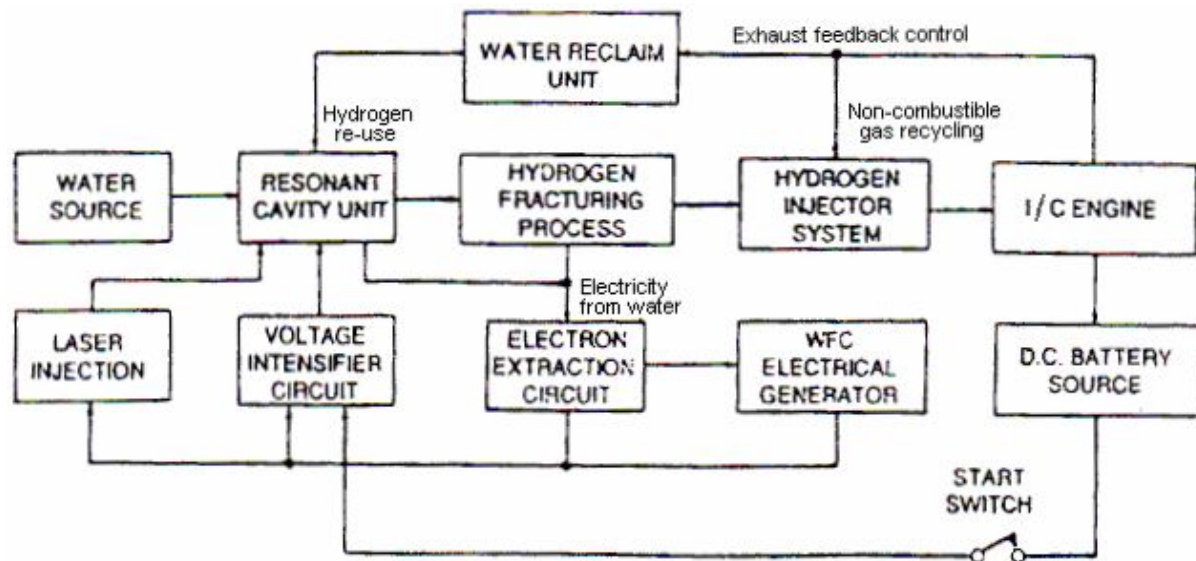 WATER RECLAIM
UNIT
Exhaust feedback control
Hydrogen
re-use
Non-combustible
gas recycling
WATER
SOURCE
RESONANT
CAVITY UNIT
HYDROGEN
FRACTURING
PROCESS
HYDROGEN
INJECTOR
SYSTEM
I/C ENGINE
Electricity
from water
LASER
INJECTION
VOLTAGE
INTENSIFIER
CIRCUIT
ELECTRON
EXTRACTION
CIRCUIT
WFC
ELECTRICAL
GENERATOR
D.C. BATTERY
SOURCE
START
SWITCH